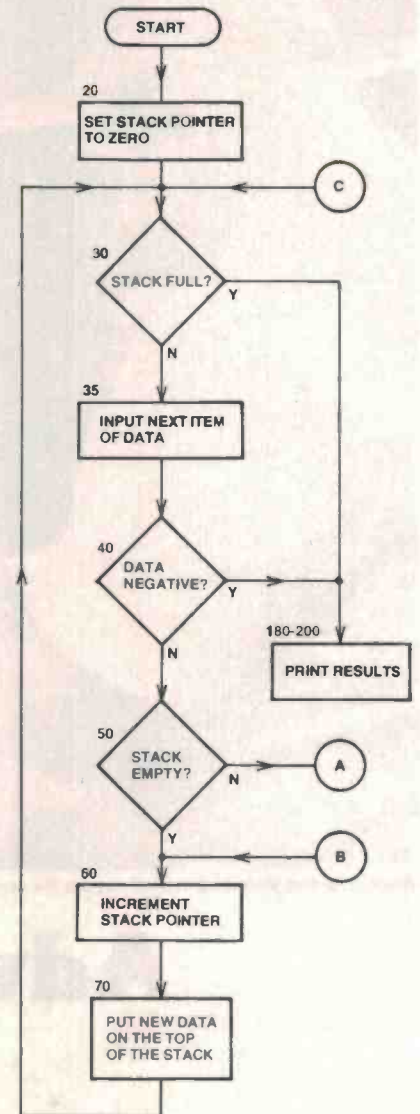 START
20
SET STACK POINTER
TO ZERO
C
30
STACK FULL?
Y
N
35
INPUT NEXT ITEM
OF DATA
40
DATA
NEGATIVE?
Y
N
180-200
PRINT RESULTS
50
STACK
EMPTY?
N
A
Y
B
60
INCREMENT
STACK POINTER
70
PUT NEW DATA
ON THE TOP
OF THE STACK